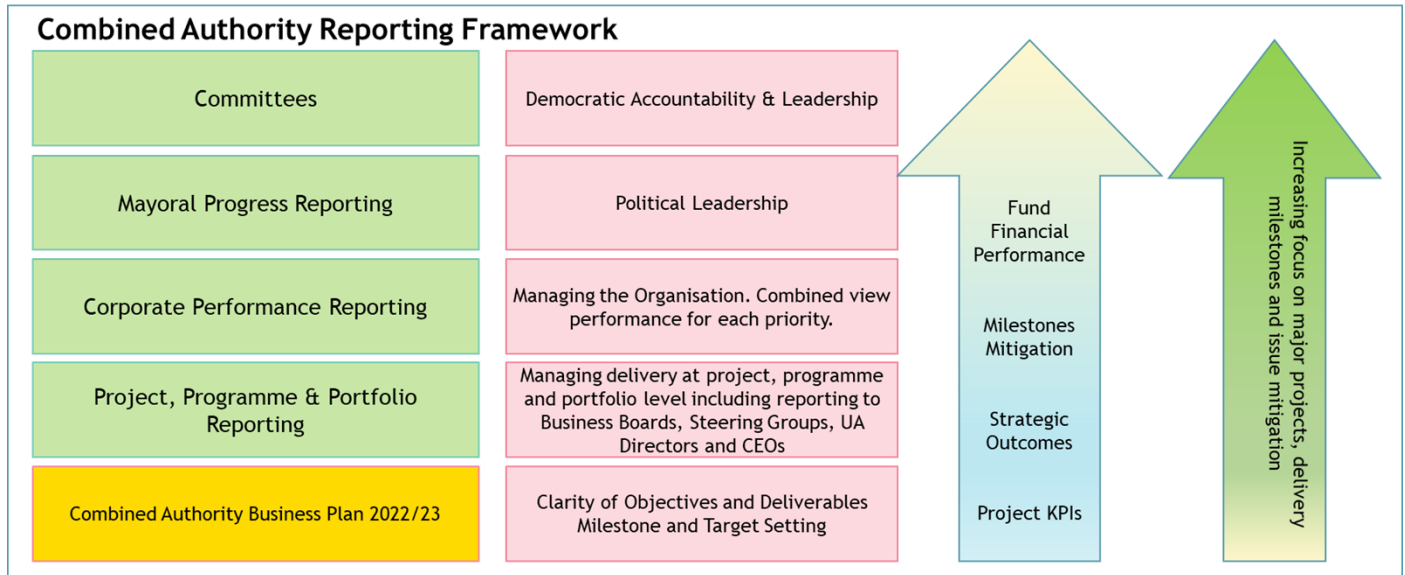 Combined Authority Reporting Framework
Committees
Democratic Accountability & Leadership
Mayoral Progress Reporting
Political Leadership
Corporate Performance Reporting
Managing the Organisation. Combined view
performance for each priority.
Project, Programme & Portfolio
Reporting
Managing delivery at project, programme
and portfolio level including reporting to
Business Boards, Steering Groups, UA
Directors and CEOs
Combined Authority Business Plan 2022/23
Clarity of Objectives and Deliverables
Milestone and Target Setting
Fund
Financial
Performance
Milestones
Mitigation
Strategic
Outcomes
Project KPIs
Increasing focus on major projects, delivery
milestones and issue mitigation